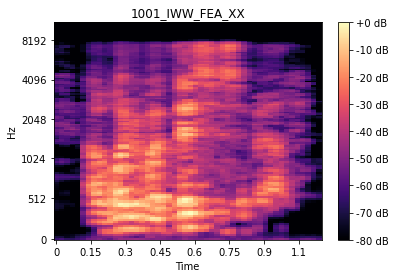 1001_IWW_FEA_XX
+0 dB
8192
-10 dB
4096
-20 dB
-30 dB
2048
Hz
-40 dB
1024
-50 dB
512
-60 dB
-70 dB
0
-80 dB
0 0.15 0.3 0.45 0.6 0.75 0.9 1.1
Time